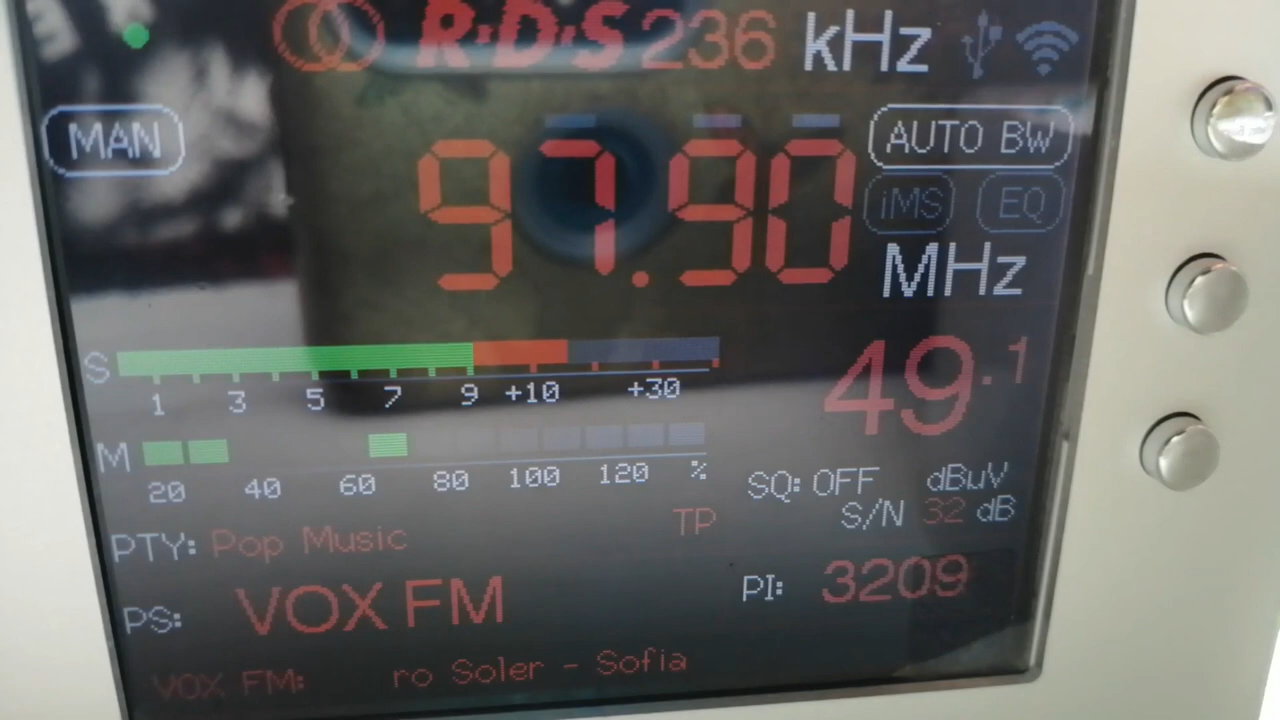 R·D·S 236 kHz
MAN
97.90 MHz
AUTO BW
iMS EQ
S
1 3 5 7 9 +10 +30
49.1
dBuV
M
20 40 60 80 100 120 %
SQ: OFF
S/N 32 dB
PTY: Pop Music TP
PS: VOX FM
PI: 3209
VOX FM: ro Soler - Sofia